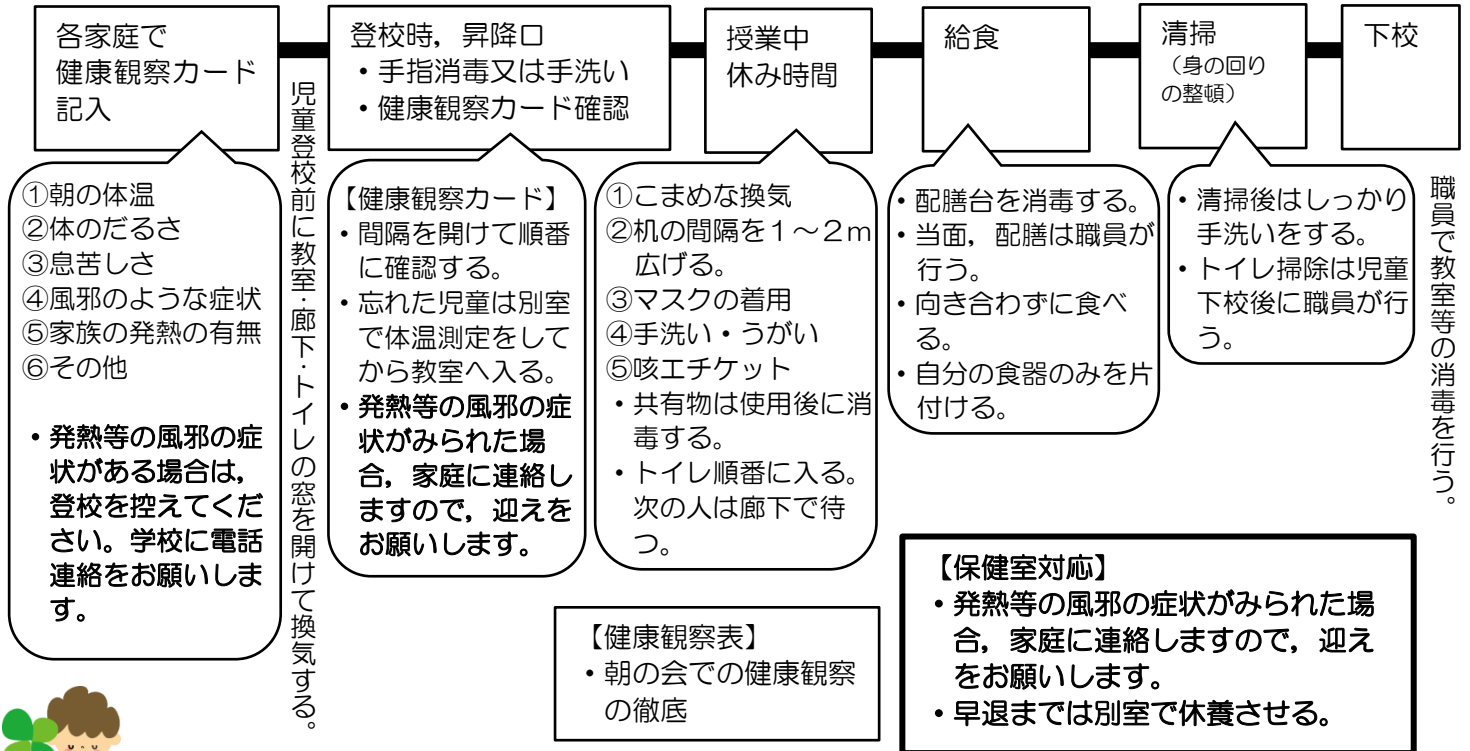 各家庭で
健康観察カード
記入
児童登校前に教室・廊下・トイレの窓を開けて換気する。
登校時，昇降口
・手指消毒又は手洗い
・健康観察カード確認
授業中
休み時間
給食
清掃
（身の回り
の整頓）
下校
①朝の体温
②体のだるさ
③息苦しさ
④風邪のような症状
⑤家族の発熱の有無
⑥その他
・発熱等の風邪の症
状がある場合は，
登校を控えてくだ
さい。学校に電話
連絡をお願いしま
す。
【健康観察カード】
・間隔を開けて順番
に確認する。
・忘れた児童は別室
で体温測定をして
から教室へ入る。
・発熱等の風邪の症
状がみられた場
合，家庭に連絡し
ますので，迎えを
お願いします。
①こまめな換気
②机の間隔を１～２ｍ
広げる。
③マスクの着用
④手洗い・うがい
⑤咳エチケット
・共有物は使用後に消
毒する。
・トイレ順番に入る。
次の人は廊下で待
つ。
・配膳台を消毒する。
・当面，配膳は職員が
行う。
・向き合わずに食べ
る。
・自分の食器のみを片
付ける。
・清掃後はしっかり
手洗いをする。
・トイレ掃除は児童
下校後に職員が行
う。
職員で教室等の消毒を行う。
【健康観察表】
・朝の会での健康観察
の徹底
【保健室対応】
・発熱等の風邪の症状がみられた場
合，家庭に連絡しますので，迎え
をお願いします。
・早退までは別室で休養させる。